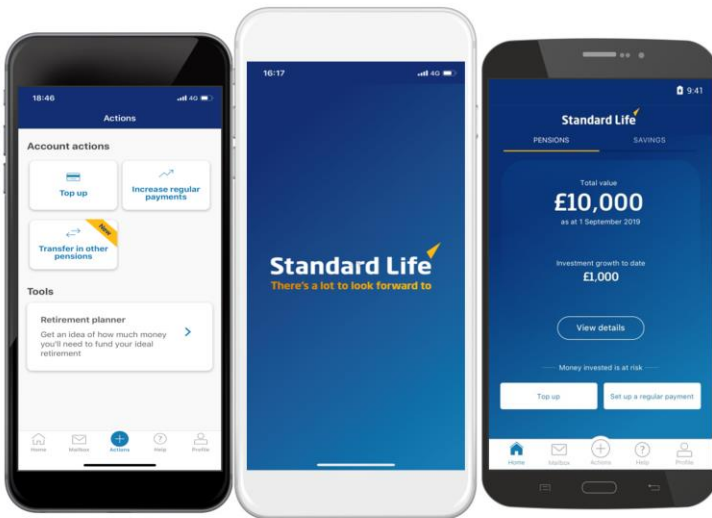 18:46
4G
Actions
Account actions
Top up
Increase regular
payments
New
Transfer in other
pensions
Tools
Retirement planner
Get an idea of how much money
you'll need to fund your ideal
retirement
Home
Mailbox
Actions
Help
Profile
16:17
4G
Standard Life
There's a lot to look forward to
9:41
Standard Life
PENSIONS
SAVINGS
Total value
£10,000
as at 1 September 2019
Investment growth to date
£1,000
View details
Money invested is at risk
Top up
Set up a regular payment
Home
Mailbox
Actions
Help
Profile